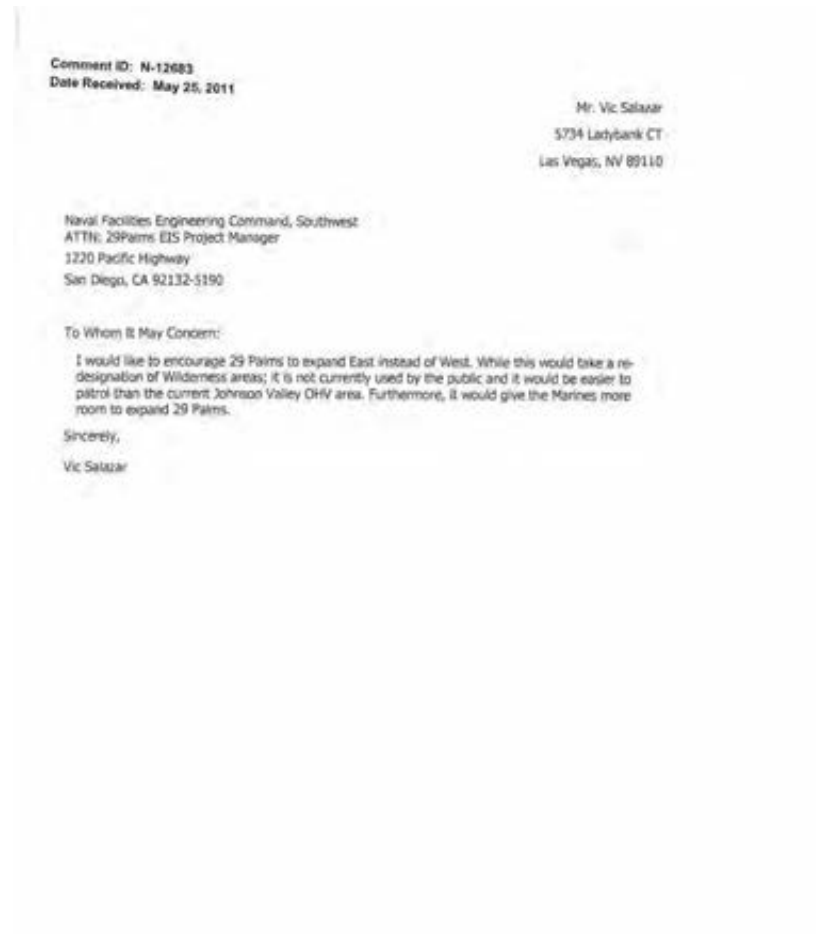 Comment ID: N-12683
Date Received: May 25, 2011
Mr. Vic Salazar
5734 Ladybank CT
Las Vegas, NV 89110
Naval Facilities Engineering Command, Southwest
ATTN: 29Palms EIS Project Manager
1220 Pacific Highway
San Diego, CA 92132-5190
To Whom It May Concern:
I would like to encourage 29 Palms to expand East instead of West. While this would take a re-
designation of Wilderness areas; it is not currently used by the public and it would be easier to
patrol than the current Johnson Valley OHV area. Furthermore, it would give the Marines more
room to expand 29 Palms.
Sincerely,
Vic Salazar